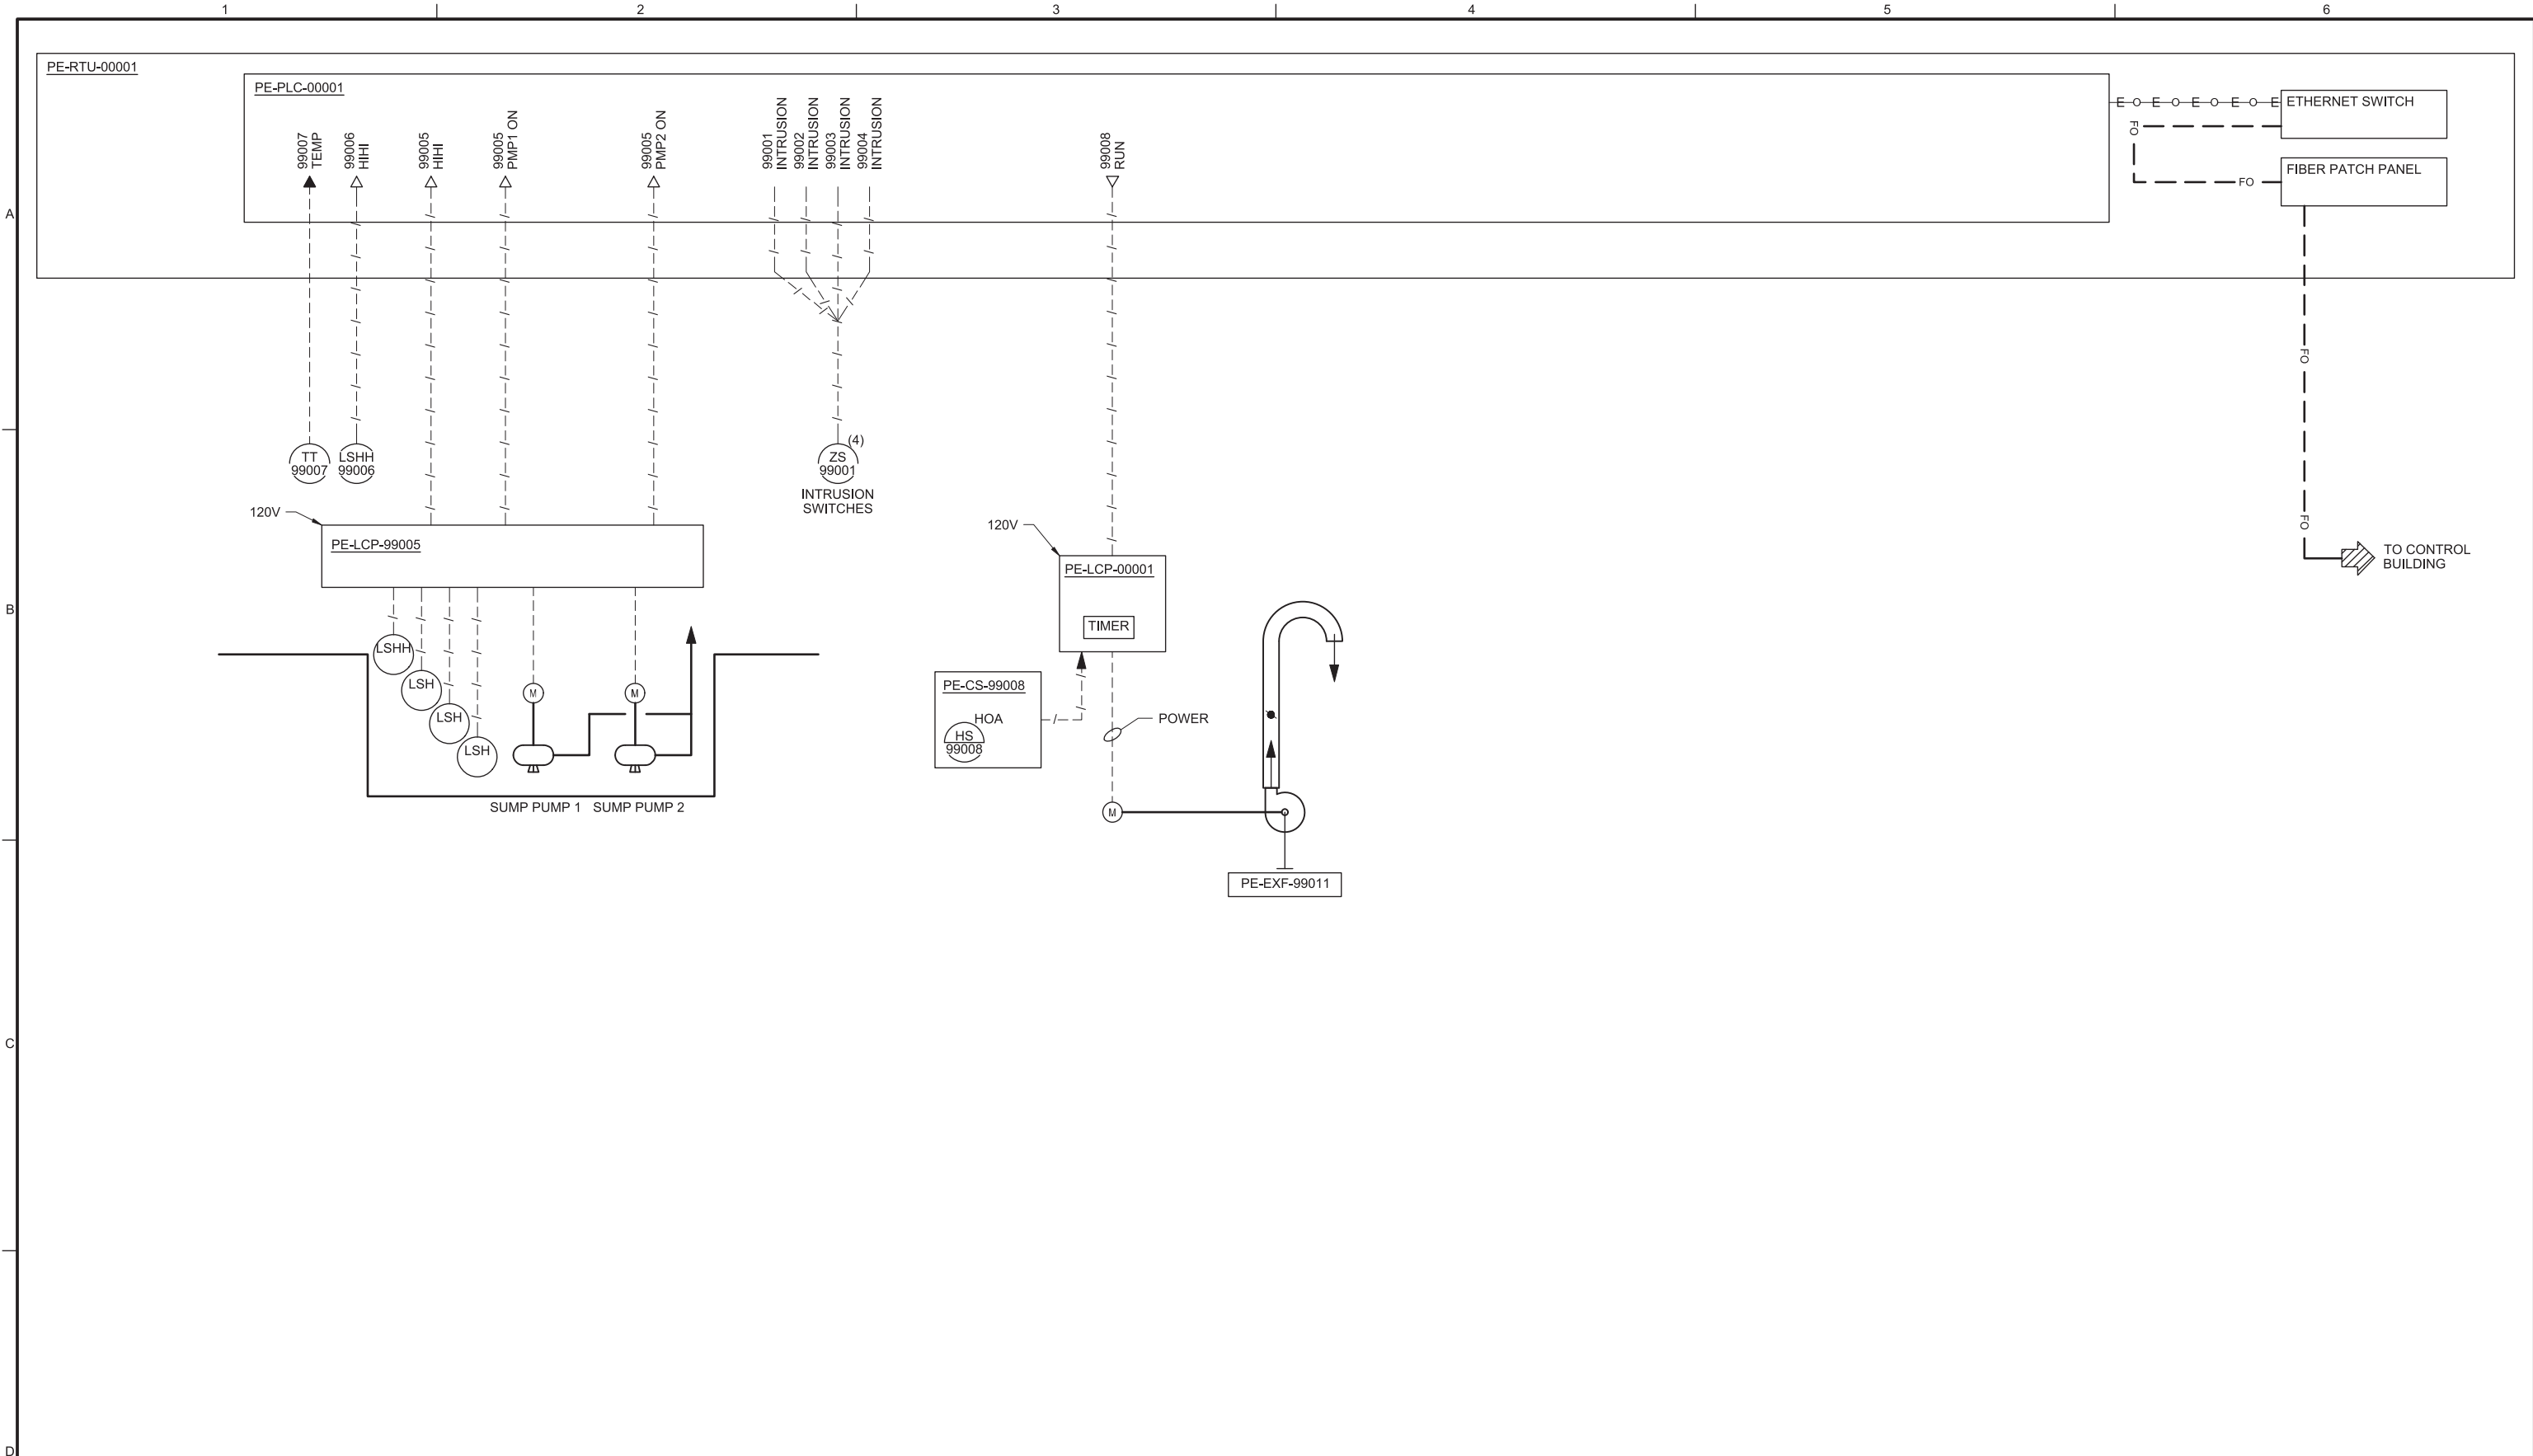 1
2
3
4
5
6
PE-RTU-00001
PE-PLC-00001
99007
TEMP
99006
HIHI
99005
HIHI
99005
PMP1 ON
99005
PMP2 ON
99001
INTRUSION
99002
INTRUSION
99003
INTRUSION
99004
INTRUSION
99008
RUN
E O E O E O E O E
ETHERNET SWITCH
FO
FIBER PATCH PANEL
FO
A
FO
TT
99007
LSHH
99006
(4)
ZS
99001
INTRUSION
SWITCHES
120V
PE-LCP-99005
120V
PE-LCP-00001
TIMER
FO
TO CONTROL
BUILDING
B
LSHH
LSH
LSH
LSH
M
M
SUMP PUMP 1
SUMP PUMP 2
PE-CS-99008
HOA
HS
99008
POWER
M
PE-EXF-99011
C
D